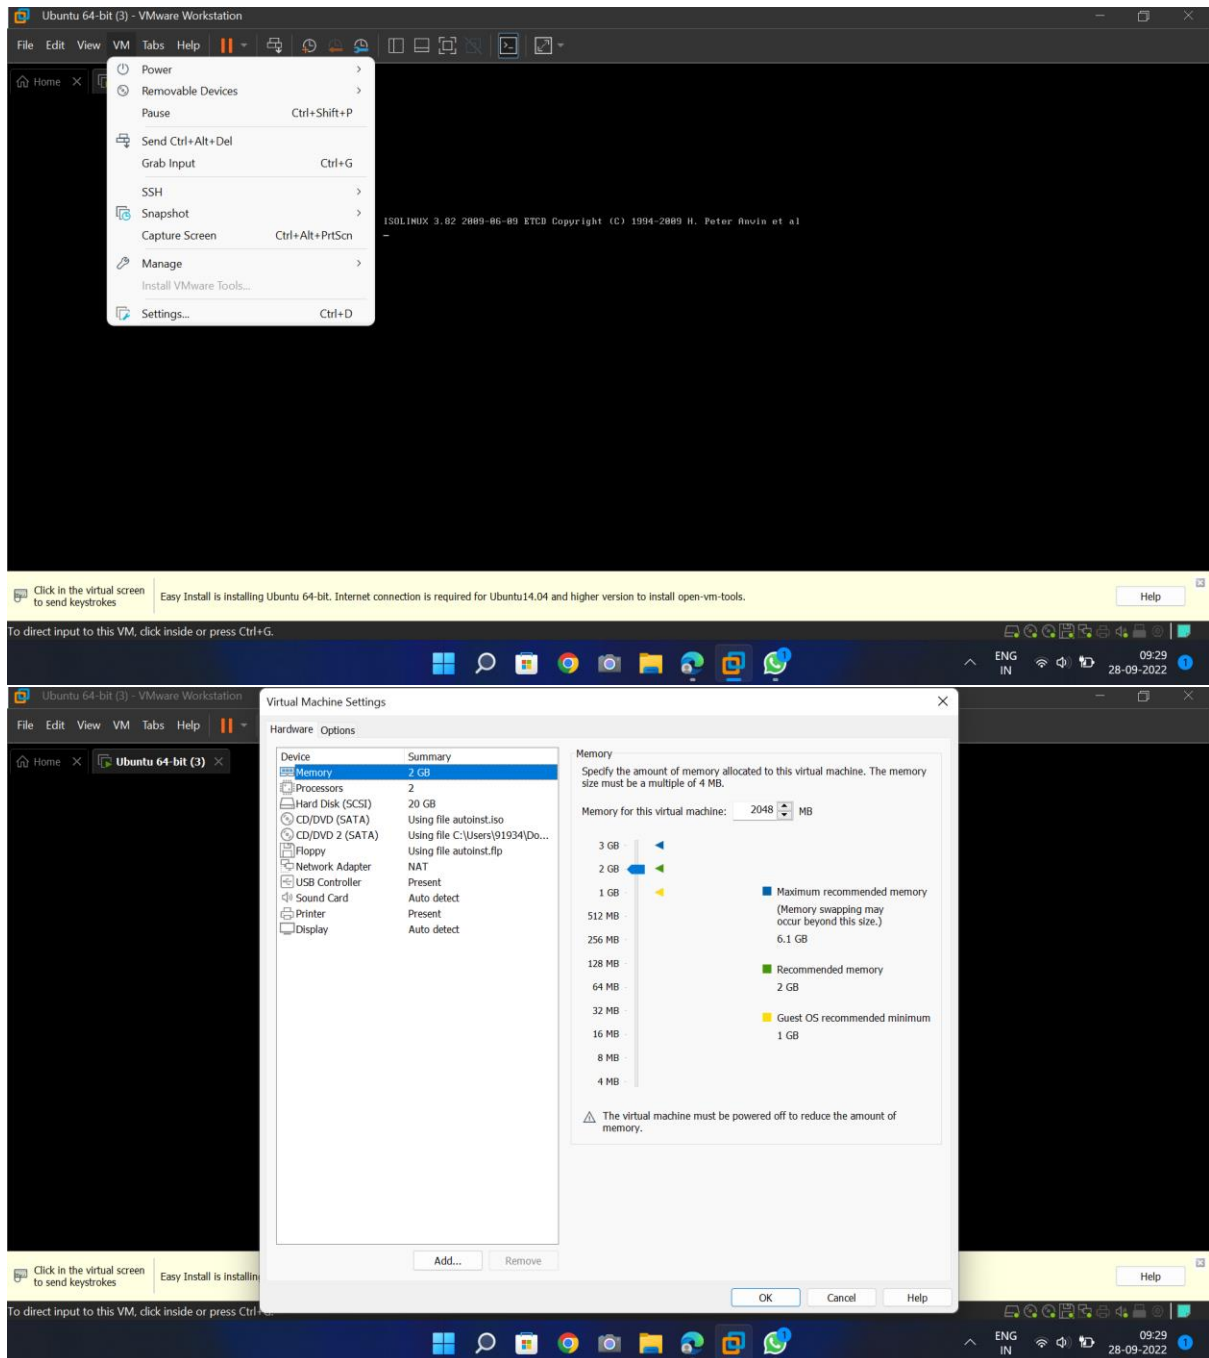 Ubuntu 64-bit (3) - VMware Workstation
File Edit View VM Tabs Help
Home
Power
Removable Devices
Pause Ctrl+Shift+P
Send Ctrl+Alt+Del
Grab Input Ctrl+G
SSH
Snapshot
Capture Screen Ctrl+Alt+PrtScn
Manage
Install VMware Tools...
Settings... Ctrl+D
ISOLINUX 3.82 2009-06-09 ETCD Copyright (C) 1994-2009 H. Peter Anvin et al
Click in the virtual screen
to send keystrokes
Easy Install is installing Ubuntu 64-bit. Internet connection is required for Ubuntu14.04 and higher version to install open-vm-tools.
Help
To direct input to this VM, click inside or press Ctrl+G.
ENG
IN
09:29
28-09-2022
1
Ubuntu 64-bit (3) - VMware Workstation
File Edit View VM Tabs Help
Home
Ubuntu 64-bit (3)
Virtual Machine Settings
Hardware Options
Device Summary
Memory 2 GB
Processors 2
Hard Disk (SCSI) 20 GB
CD/DVD (SATA) Using file autoinst.iso
CD/DVD 2 (SATA) Using file C:\Users\91934\Do...
Floppy Using file autoinst.flp
Network Adapter NAT
USB Controller Present
Sound Card Auto detect
Printer Present
Display Auto detect
Add... Remove
Memory
Specify the amount of memory allocated to this virtual machine. The memory
size must be a multiple of 4 MB.
Memory for this virtual machine: 2048 MB
3 GB
2 GB
1 GB
512 MB
256 MB
128 MB
64 MB
32 MB
16 MB
8 MB
4 MB
Maximum recommended memory
(Memory swapping may
occur beyond this size.)
6.1 GB
Recommended memory
2 GB
Guest OS recommended minimum
1 GB
The virtual machine must be powered off to reduce the amount of
memory.
OK Cancel Help
Click in the virtual screen
to send keystrokes
Easy Install is installin
Help
To direct input to this VM, click inside or press Ctrl+
ENG
IN
09:29
28-09-2022
1